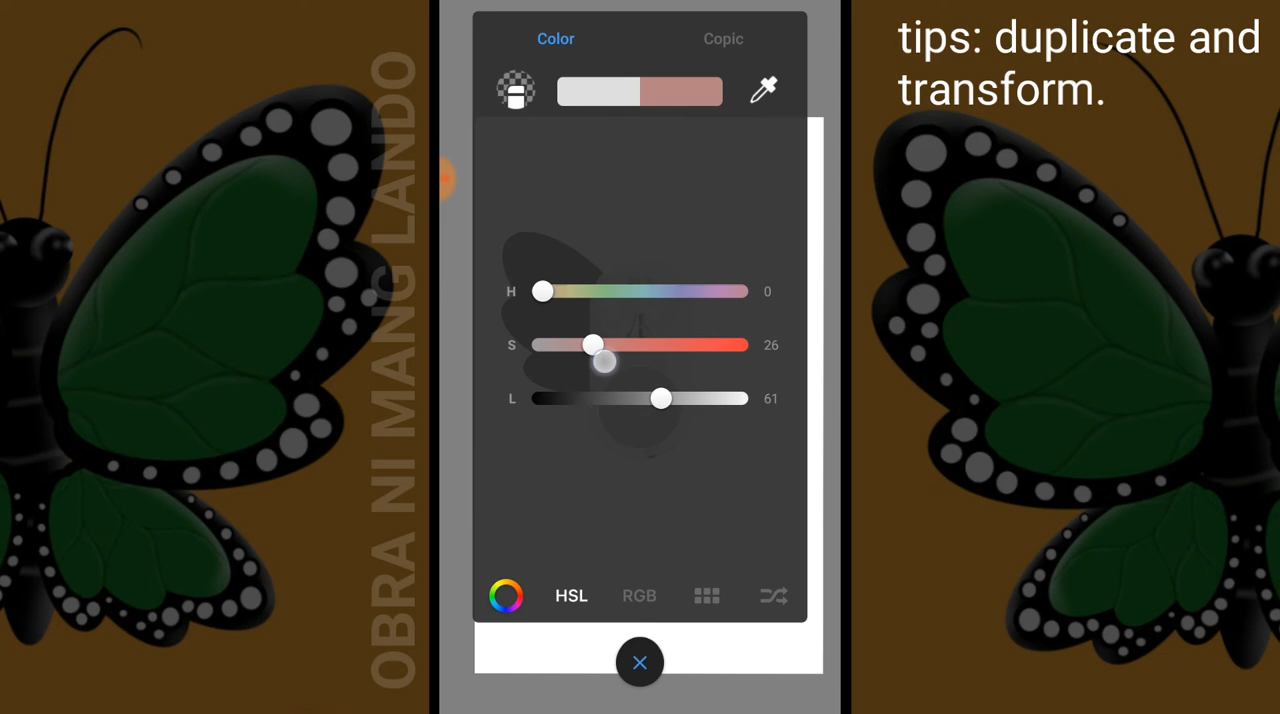 OBRA NI MANG LANDO
Color
Copic
H 0
S 26
L 61
HSL
RGB
tips: duplicate and
transform.